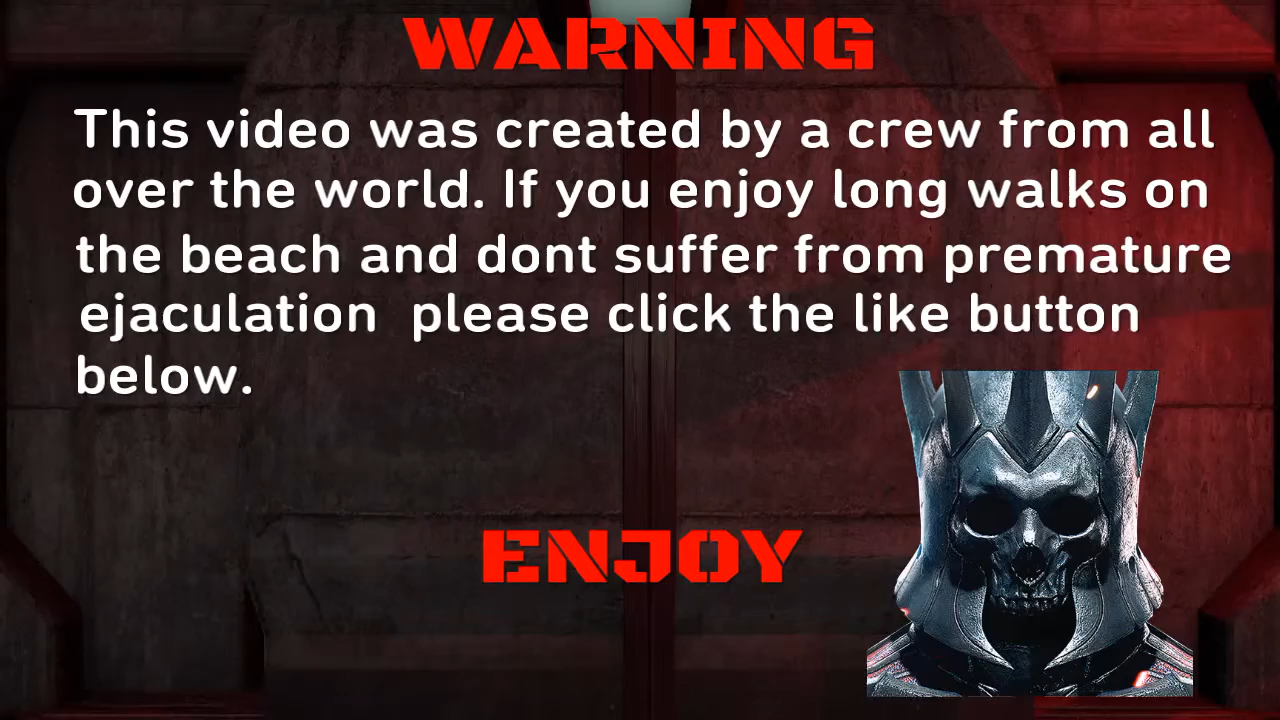 WARNING
This video was created by a crew from all
over the world. If you enjoy long walks on
the beach and dont suffer from premature
ejaculation  please click the like button
below.
ENJOY